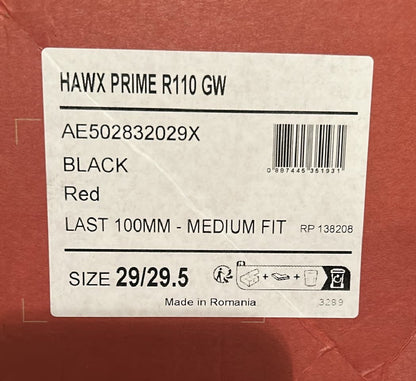 HAWX PRIME R110 GW
AE502832029X
BLACK
0 887445 351931
Red
LAST 100MM - MEDIUM FIT RP 138208
SIZE 29/29.5
Made in Romania 3289